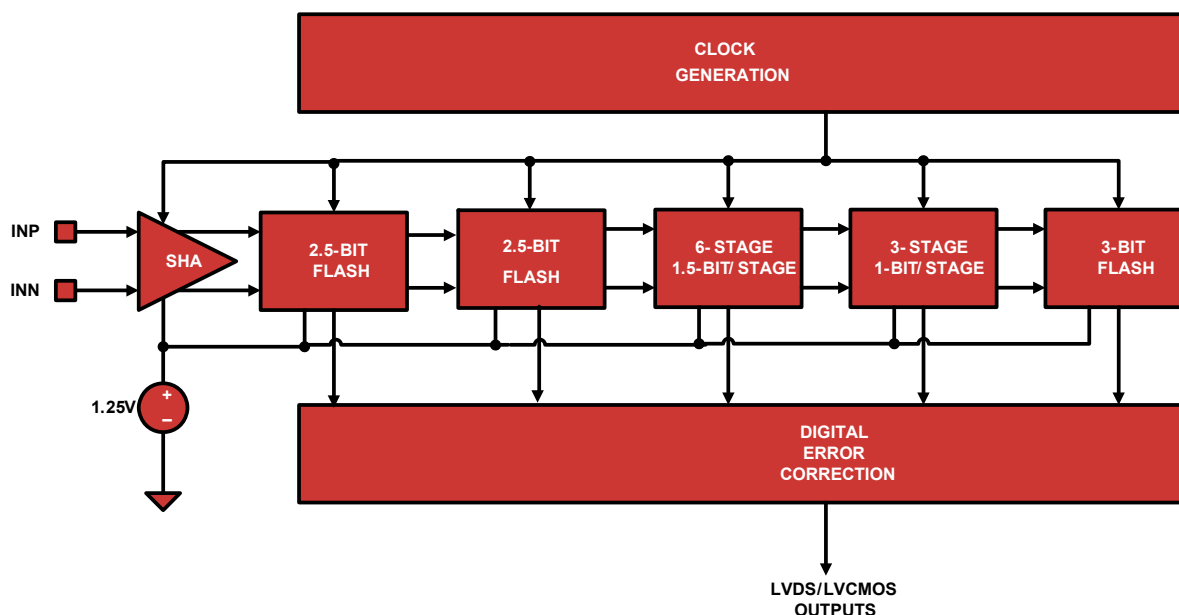 CLOCK
GENERATION
INP
INN
SHA
2.5-BIT
FLASH
2.5-BIT
FLASH
6- STAGE
1.5-BIT/ STAGE
3- STAGE
1-BIT/ STAGE
3-BIT
FLASH
1.25V
+
–
DIGITAL
ERROR
CORRECTION
LVDS/LVCMOS
OUTPUTS